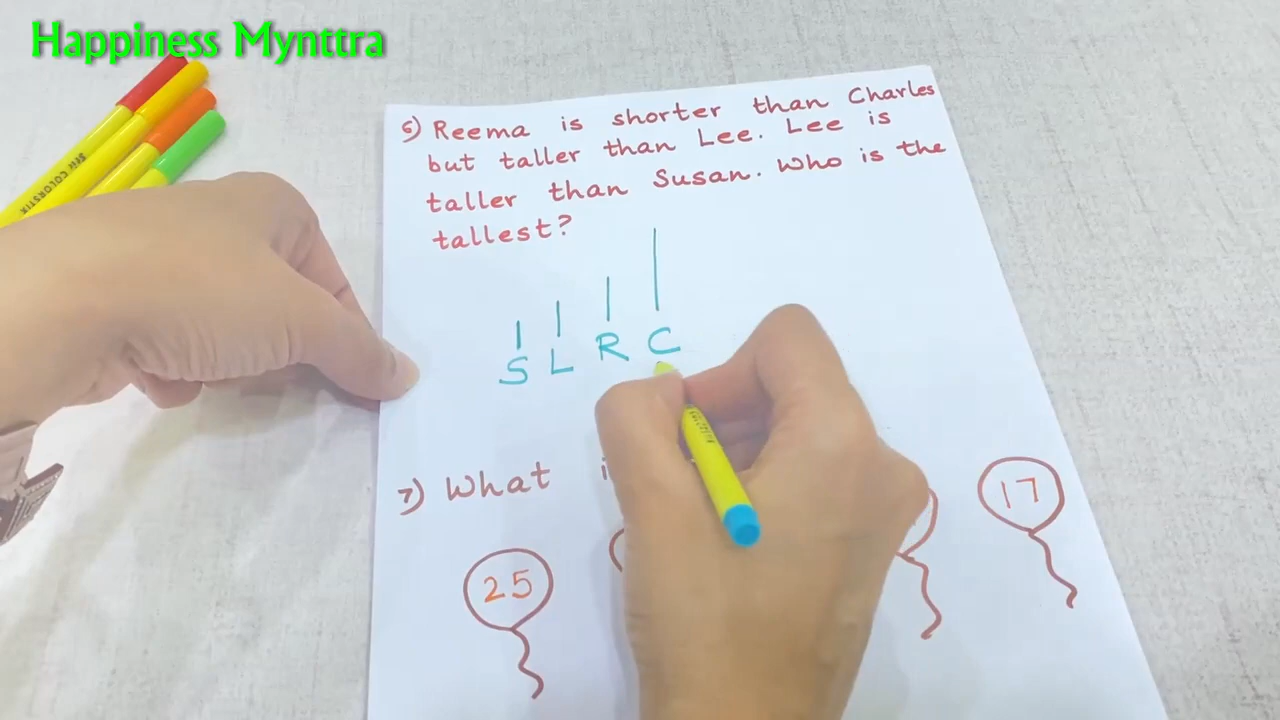 Happiness Mynttra
6) Reema is shorter than Charles
but taller than Lee. Lee is
taller than Susan. Who is the
tallest?
S L R C
7) What
25 17